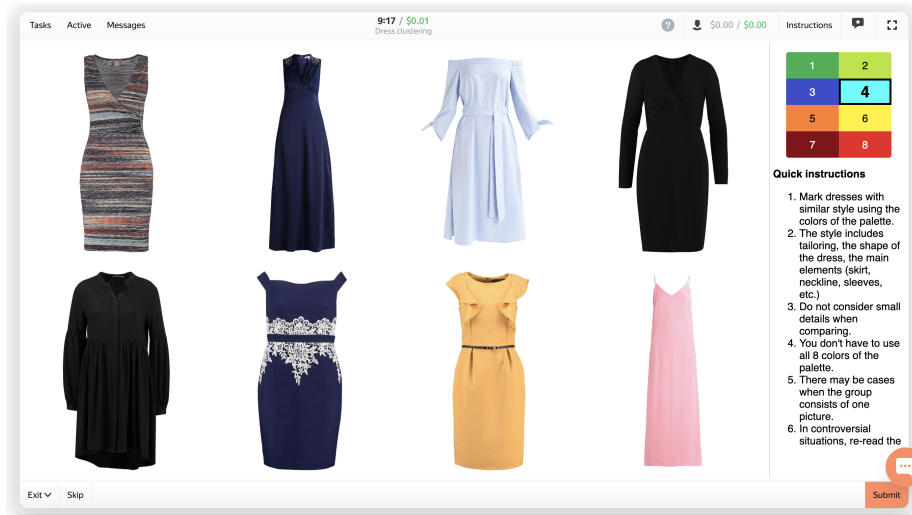 Tasks Active Messages
9:17 / $0.01
Dress clustering
? $0.00 / $0.00 Instructions
1 2
3 4
5 6
7 8
Quick instructions
1. Mark dresses with
similar style using the
colors of the palette.
2. The style includes
tailoring, the shape of
the dress, the main
elements (skirt,
neckline, sleeves,
etc.)
3. Do not consider small
details when
comparing.
4. You don't have to use
all 8 colors of the
palette.
5. There may be cases
when the group
consists of one
picture.
6. In controversial
situations, re-read the
Exit Skip
Submit